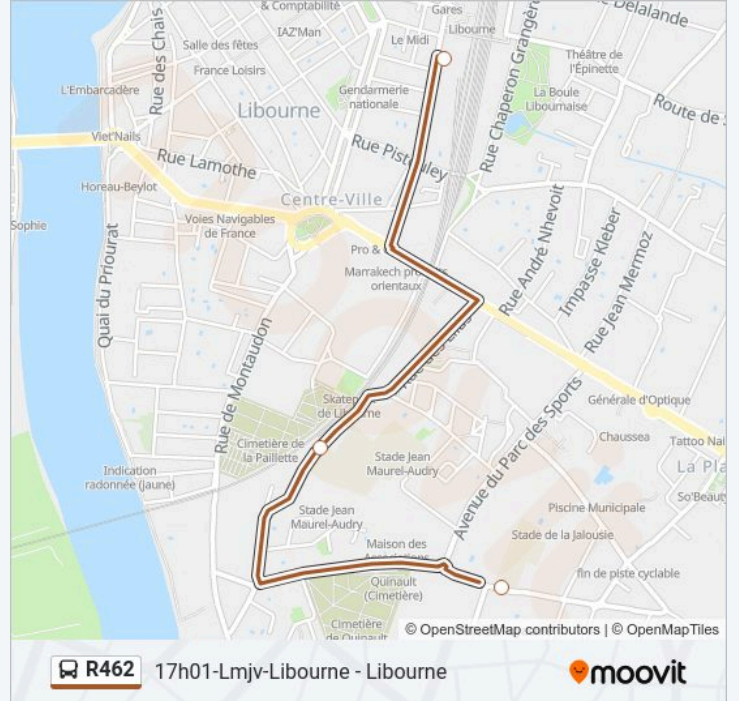 & Comptabilité
Gares
Libourne
Rue Delalande
Rue des Chais
IAZ'Man
Salle des fêtes
Le Midi
France Loisirs
Théâtre de
l'Épinette
L'Embarcadère
Gendarmerie
nationale
La Boule
Libournaise
Rue Chaperon Grangère
Libourne
Route de
Viet'Nails
Rue Lamothe
Rue Pistouley
Horeau-Beylot
Centre-Ville
Sophie
Voies Navigables
de France
Rue André Nhevoit
Impasse Kleber
Rue Jean Mermoz
Quai du Priourat
Pro &
Marrakech
orientaux
Rue de Montaudon
Générale d'Optique
de
Cimetière de
la Paillette
Stade Jean
Maurel-Audry
Avenue du Parc des Sports
Chaussea
Tattoo
La
So'Beauty
Indication
radonnée (jaune)
Stade Jean
Maurel-Audry
Piscine Municipale
Stade de la Jalousie
Maison des
fin de piste cyclable
Quinault
(Cimetière)
Cimetière
de Quinault
© OpenStreetMap contributors | © OpenMapTiles
R462 17h01-Lmjv-Libourne - Libourne
moovit